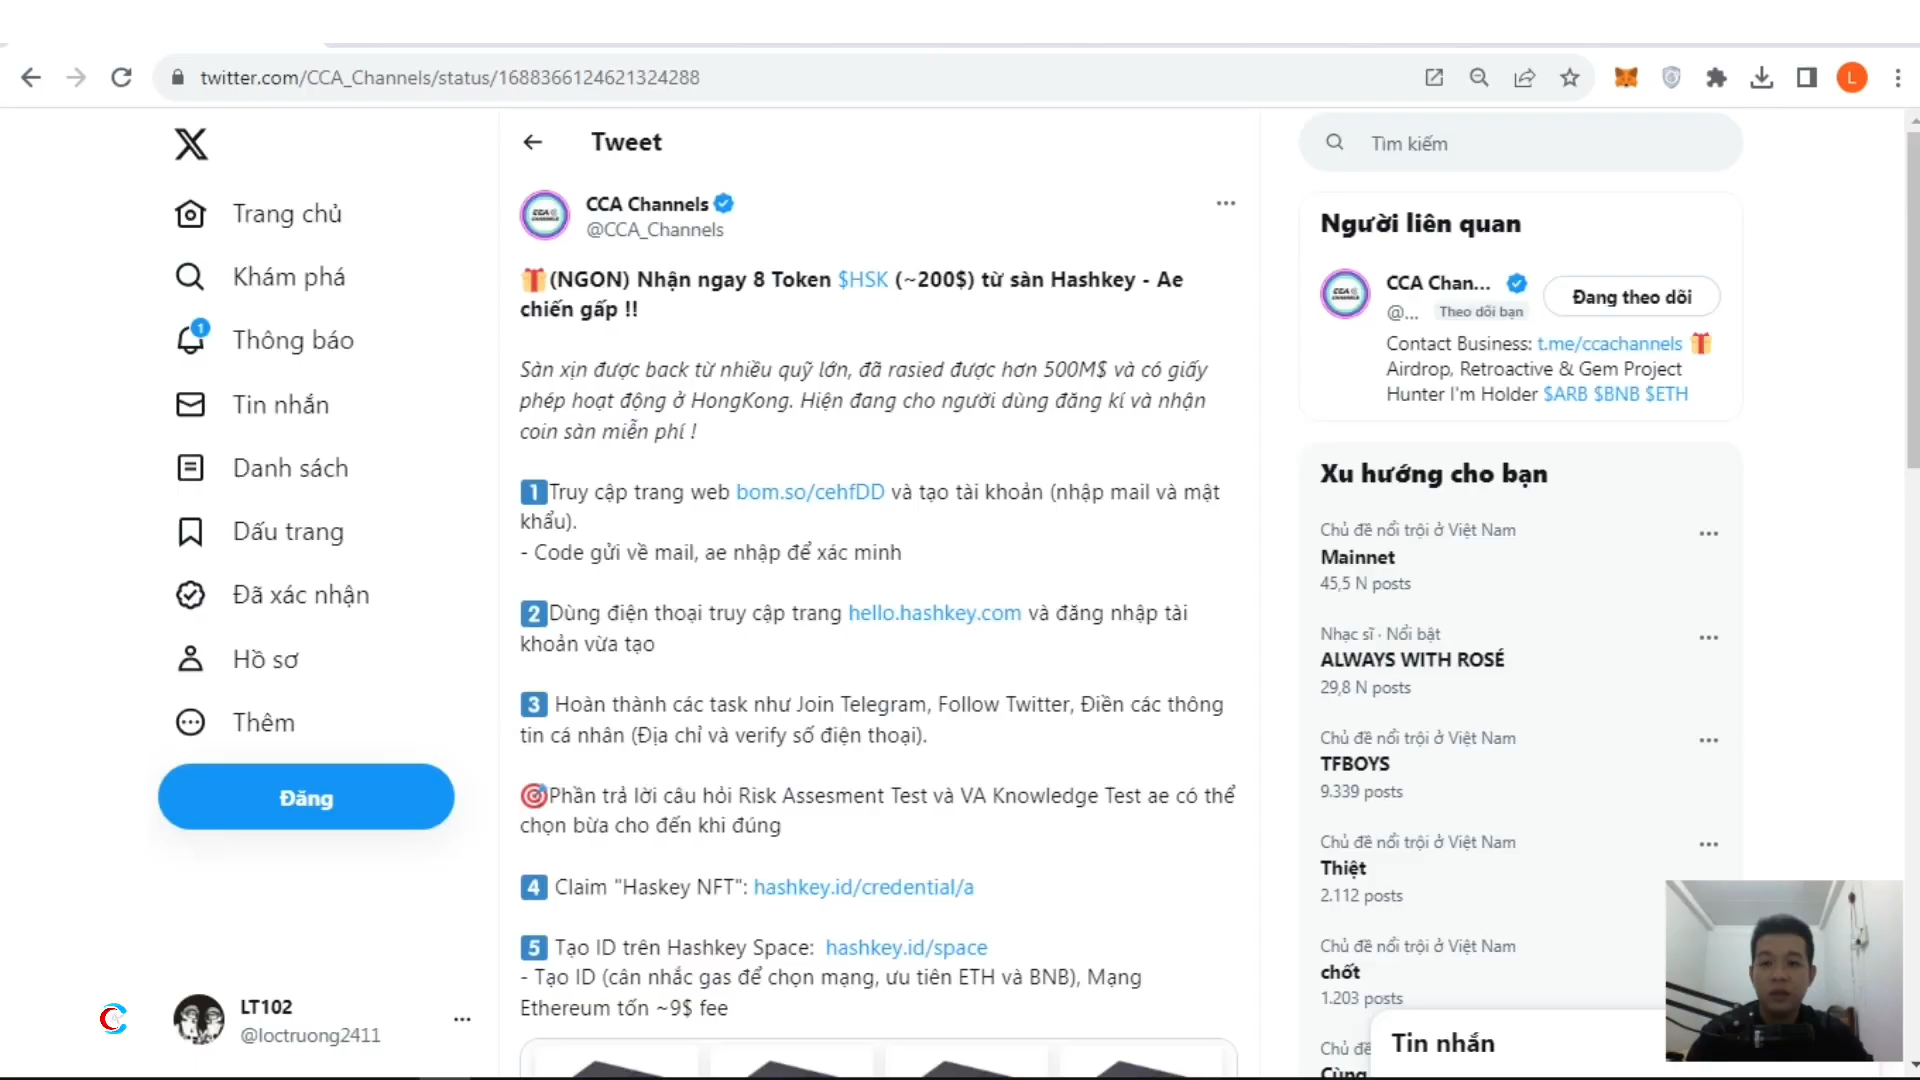 twitter.com/CCA_Channels/status/1688366124621324288
L
Tweet
Tìm kiếm
Trang chủ
Khám phá
1
Thông báo
Tin nhắn
Danh sách
Dấu trang
Đã xác nhận
Hồ sơ
Thêm
Đăng
LT102
@loctruong2411
CCA Channels
@CCA_Channels
🎁(NGON) Nhận ngay 8 Token $HSK (~200$) từ sàn Hashkey - Ae
chiến gấp !!
Sàn xịn được back từ nhiều quỹ lớn, đã rasied được hơn 500M$ và có giấy
phép hoạt động ở HongKong. Hiện đang cho người dùng đăng kí và nhận
coin sàn miễn phí !
1️⃣Truy cập trang web bom.so/cehfDD và tạo tài khoản (nhập mail và mật
khẩu).
- Code gửi về mail, ae nhập để xác minh
2️⃣Dùng điện thoại truy cập trang hello.hashkey.com và đăng nhập tài
khoản vừa tạo
3️⃣ Hoàn thành các task như Join Telegram, Follow Twitter, Điền các thông
tin cá nhân (Địa chỉ và verify số điện thoại).
🎯Phần trả lời câu hỏi Risk Assesment Test và VA Knowledge Test ae có thể
chọn bừa cho đến khi đúng
4️⃣ Claim "Haskey NFT": hashkey.id/credential/a
5️⃣ Tạo ID trên Hashkey Space: hashkey.id/space
- Tạo ID (cân nhắc gas để chọn mạng, ưu tiên ETH và BNB), Mạng
Ethereum tốn ~9$ fee
Người liên quan
CCA Chan...
@... Theo dõi bạn
Đang theo dõi
Contact Business: t.me/ccachannels 🎁
Airdrop, Retroactive & Gem Project
Hunter I'm Holder $ARB $BNB $ETH
Xu hướng cho bạn
Chủ đề nổi trội ở Việt Nam
Mainnet
45,5 N posts
Nhạc sĩ · Nổi bật
ALWAYS WITH ROSÉ
29,8 N posts
Chủ đề nổi trội ở Việt Nam
TFBOYS
9.339 posts
Chủ đề nổi trội ở Việt Nam
Thiệt
2.112 posts
Chủ đề nổi trội ở Việt Nam
chốt
1.203 posts
Chủ đề
Cùng
Tin nhắn